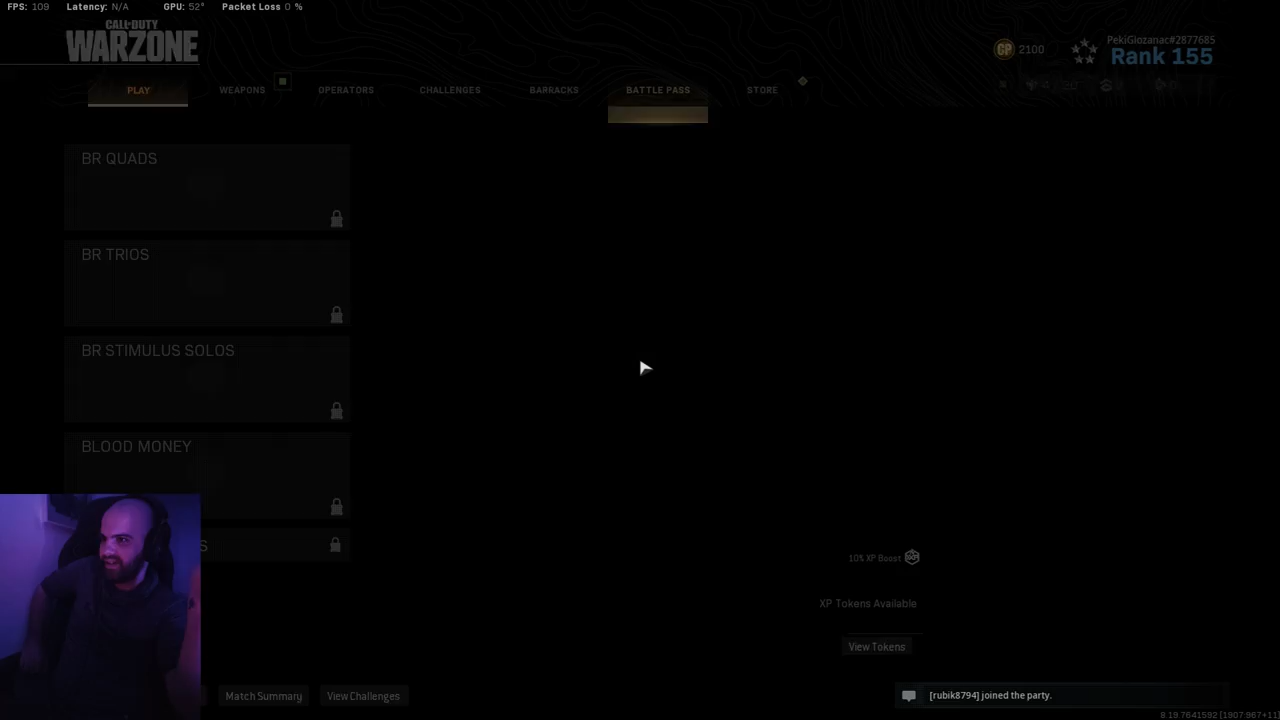 FPS: 109 Latency: N/A GPU: 52° Packet Loss 0 %
CALL·DUTY
WARZONE
CP 2100
PekiGlozanac#2877685
Rank 155
PLAY WEAPONS OPERATORS CHALLENGES BARRACKS BATTLE PASS STORE
BR QUADS
BR TRIOS
BR STIMULUS SOLOS
BLOOD MONEY
S
10% XP Boost
XP Tokens Available
View Tokens
Match Summary View Challenges
[rubik8794] joined the party.